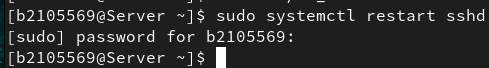 [b2105569@Server ~]$ sudo systemctl restart sshd
[sudo] password for b2105569:
[b2105569@Server ~]$